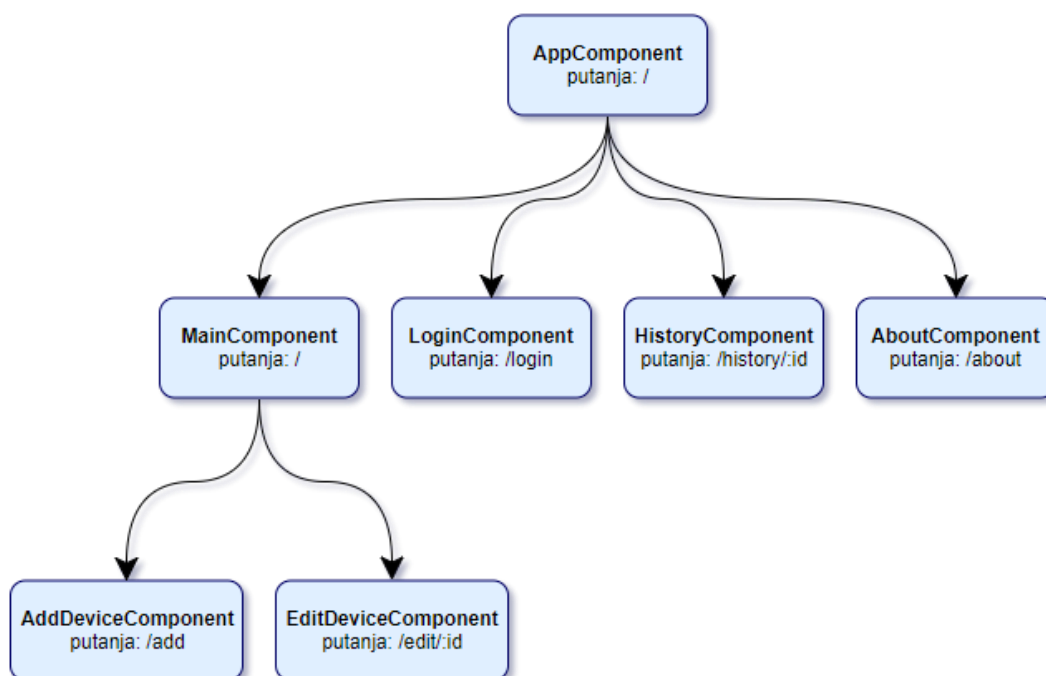 AppComponent
putanja: /
MainComponent
putanja: /
LoginComponent
putanja: /login
HistoryComponent
putanja: /history/:id
AboutComponent
putanja: /about
AddDeviceComponent
putanja: /add
EditDeviceComponent
putanja: /edit/:id